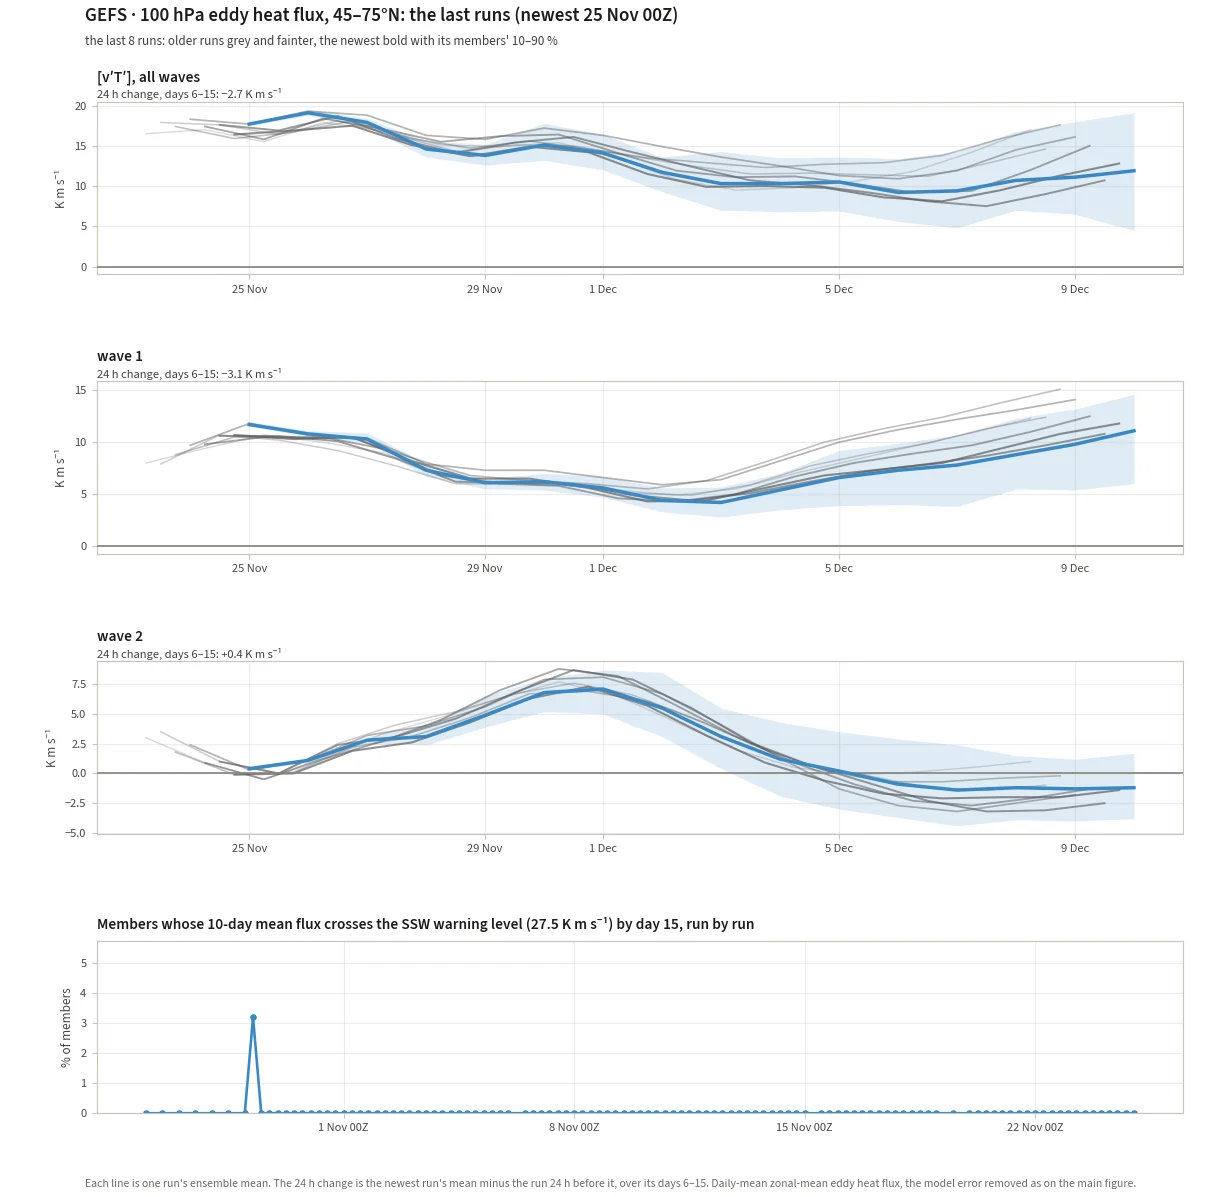 GEFS · 100 hPa eddy heat flux, 45–75°N: the last runs (newest 25 Nov 00Z)
the last 8 runs: older runs grey and fainter, the newest bold with its members' 10–90 %
[v′T′], all waves
24 h change, days 6–15: −2.7 K m s⁻¹
20
15
10
5
0
K m s⁻¹
25 Nov
29 Nov
1 Dec
5 Dec
9 Dec
wave 1
24 h change, days 6–15: −3.1 K m s⁻¹
15
10
5
0
K m s⁻¹
25 Nov
29 Nov
1 Dec
5 Dec
9 Dec
wave 2
24 h change, days 6–15: +0.4 K m s⁻¹
7.5
5.0
2.5
0.0
−2.5
−5.0
K m s⁻¹
25 Nov
29 Nov
1 Dec
5 Dec
9 Dec
Members whose 10-day mean flux crosses the SSW warning level (27.5 K m s⁻¹) by day 15, run by run
5
4
3
2
1
0
% of members
1 Nov 00Z
8 Nov 00Z
15 Nov 00Z
22 Nov 00Z
Each line is one run's ensemble mean. The 24 h change is the newest run's mean minus the run 24 h before it, over its days 6–15. Daily-mean zonal-mean eddy heat flux, the model error removed as on the main figure.